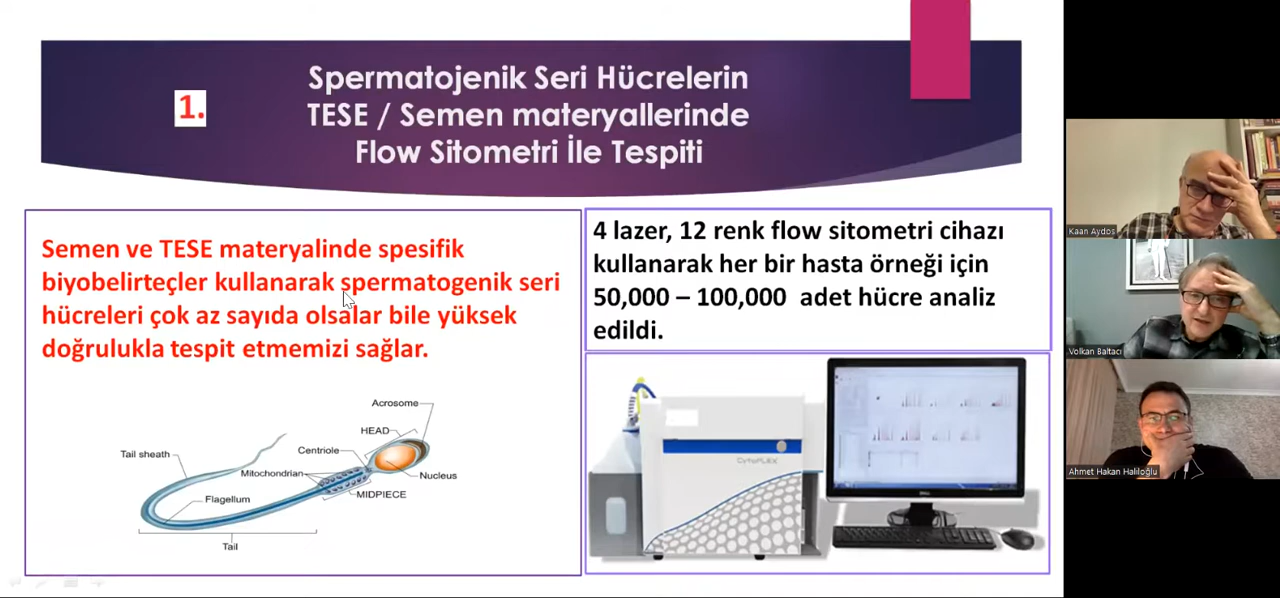 1.
Spermatojenik Seri Hücrelerin
TESE / Semen materyallerinde
Flow Sitometri İle Tespiti
Semen ve TESE materyalinde spesifik
biyobelirteçler kullanarak spermatogenik seri
hücreleri çok az sayıda olsalar bile yüksek
doğrulukla tespit etmemizi sağlar.
Acrosome
HEAD
Centriole
Tail sheath
Mitochondrian
Nucleus
Flagellum
MIDPIECE
Tail
4 lazer, 12 renk flow sitometri cihazı
kullanarak her bir hasta örneği için
50,000 – 100,000 adet hücre analiz
edildi.
CytoFLEX
DELL
Kaan Aydos
Volkan Baltacı
Ahmet Hakan Haliloğlu